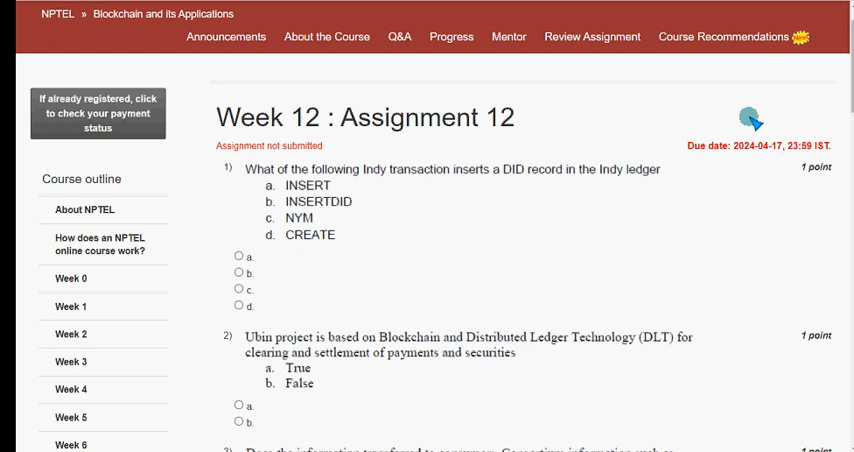 NPTEL » Blockchain and its Applications
Announcements About the Course Q&A Progress Mentor Review Assignment Course Recommendations
If already registered, click
to check your payment
status
Week 12 : Assignment 12
Assignment not submitted
Due date: 2024-04-17, 23:59 IST.
Course outline
About NPTEL
How does an NPTEL
online course work?
Week 0
Week 1
Week 2
Week 3
Week 4
Week 5
Week 6
1) What of the following Indy transaction inserts a DID record in the Indy ledger
1 point
a. INSERT
b. INSERTDID
c. NYM
d. CREATE
a.
b.
c.
d.
2) Ubin project is based on Blockchain and Distributed Ledger Technology (DLT) for
1 point
clearing and settlement of payments and securities
a. True
b. False
a.
b.